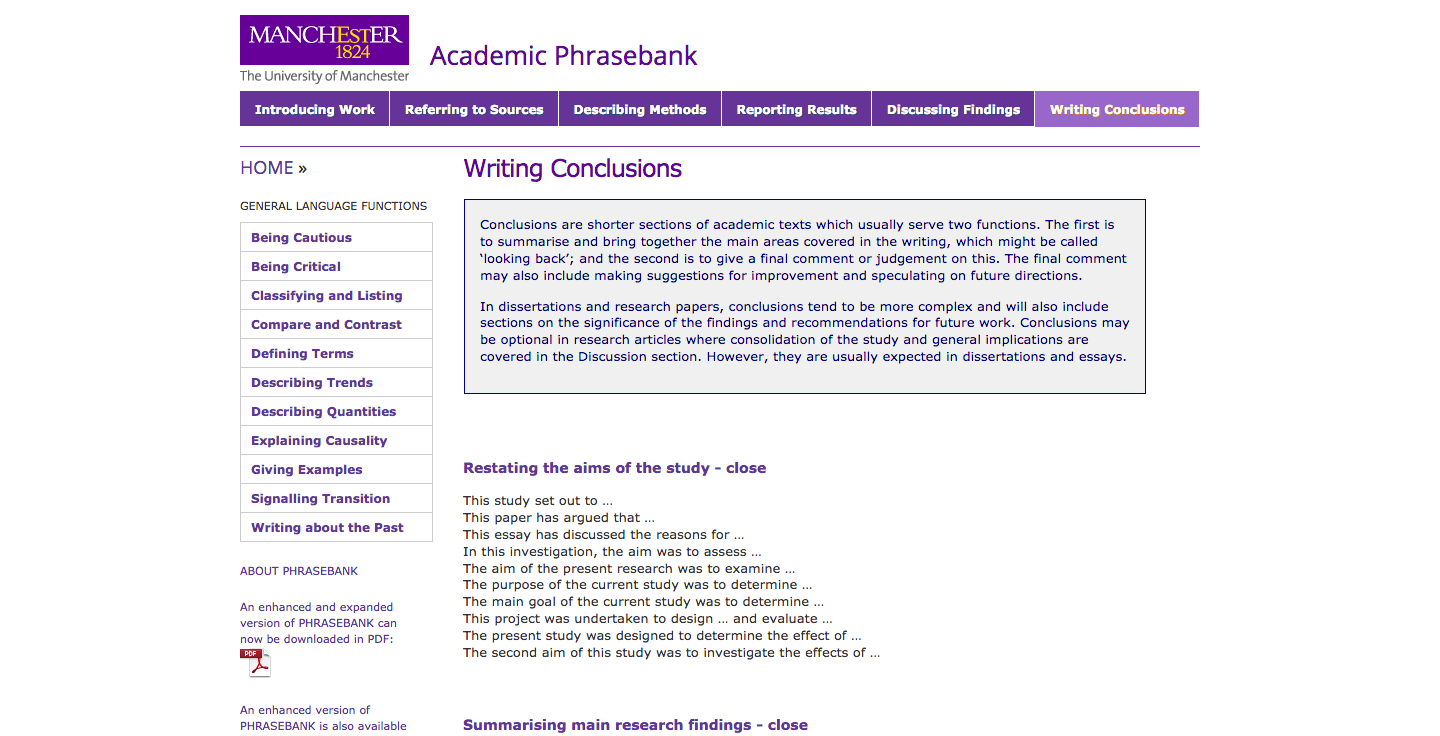 MANCHESTER
1824
The University of Manchester
Academic Phrasebank
Introducing Work
Referring to Sources
Describing Methods
Reporting Results
Discussing Findings
Writing Conclusions
HOME »
GENERAL LANGUAGE FUNCTIONS
Being Cautious
Being Critical
Classifying and Listing
Compare and Contrast
Defining Terms
Describing Trends
Describing Quantities
Explaining Causality
Giving Examples
Signalling Transition
Writing about the Past
ABOUT PHRASEBANK
An enhanced and expanded
version of PHRASEBANK can
now be downloaded in PDF:
PDF
An enhanced version of
PHRASEBANK is also available
Writing Conclusions
Conclusions are shorter sections of academic texts which usually serve two functions. The first is
to summarise and bring together the main areas covered in the writing, which might be called
‘looking back’; and the second is to give a final comment or judgement on this. The final comment
may also include making suggestions for improvement and speculating on future directions.
In dissertations and research papers, conclusions tend to be more complex and will also include
sections on the significance of the findings and recommendations for future work. Conclusions may
be optional in research articles where consolidation of the study and general implications are
covered in the Discussion section. However, they are usually expected in dissertations and essays.
Restating the aims of the study - close
This study set out to …
This paper has argued that …
This essay has discussed the reasons for …
In this investigation, the aim was to assess …
The aim of the present research was to examine …
The purpose of the current study was to determine …
The main goal of the current study was to determine …
This project was undertaken to design … and evaluate …
The present study was designed to determine the effect of …
The second aim of this study was to investigate the effects of …
Summarising main research findings - close